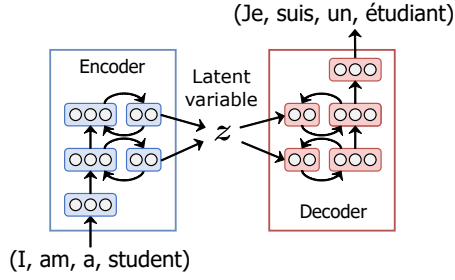 (Je, suis, un, étudiant)
Encoder
Latent
variable
z
Decoder
(I, am, a, student)